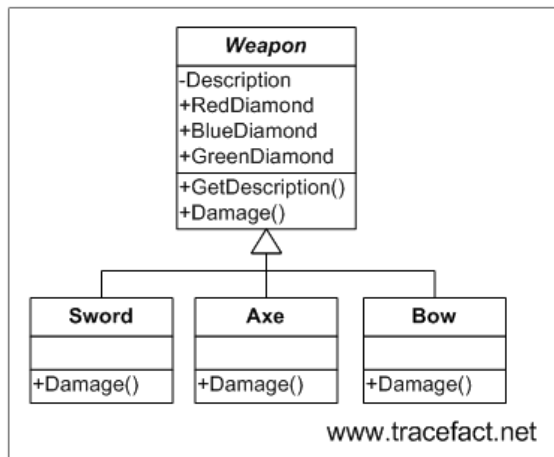 Weapon
-Description
+RedDiamond
+BlueDiamond
+GreenDiamond
+GetDescription()
+Damage()
Sword
Axe
Bow
+Damage()
+Damage()
+Damage()
www.tracefact.net